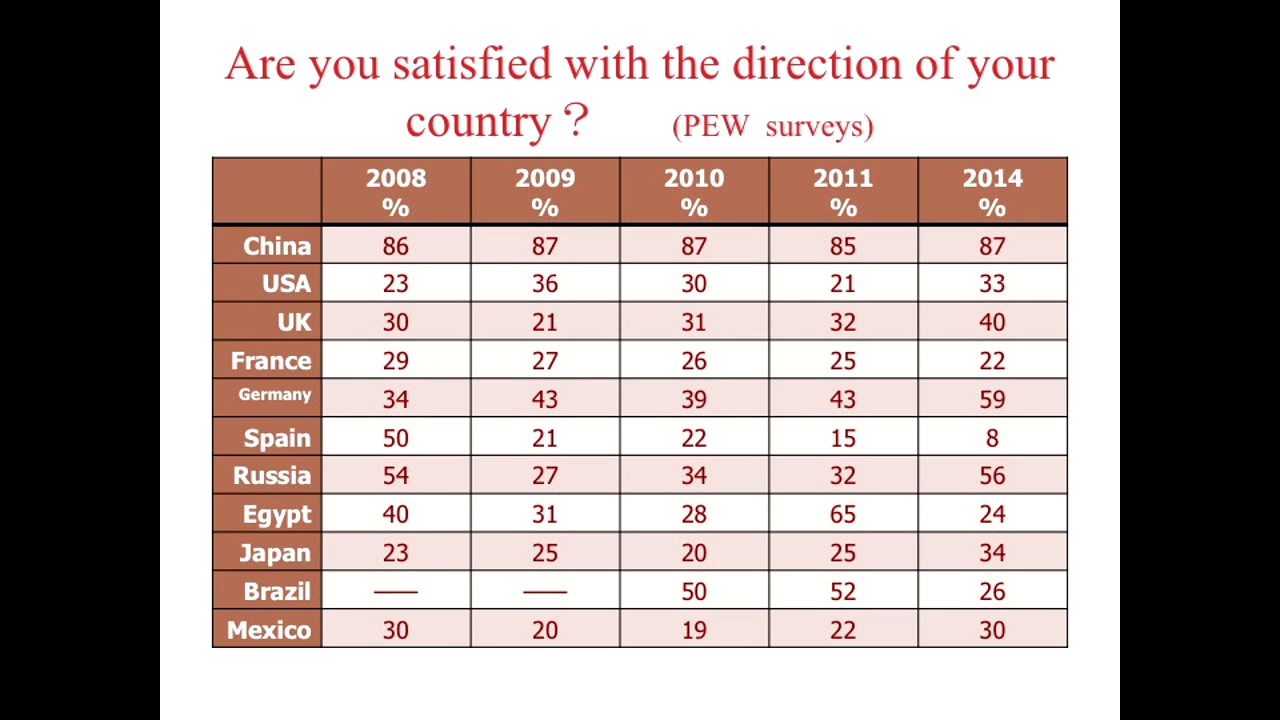 Are you satisfied with the direction of your
country？ (PEW surveys)
2008 2009 2010 2011 2014
% % % % %
China 86 87 87 85 87
USA 23 36 30 21 33
UK 30 21 31 32 40
France 29 27 26 25 22
Germany 34 43 39 43 59
Spain 50 21 22 15 8
Russia 54 27 34 32 56
Egypt 40 31 28 65 24
Japan 23 25 20 25 34
Brazil —— —— 50 52 26
Mexico 30 20 19 22 30